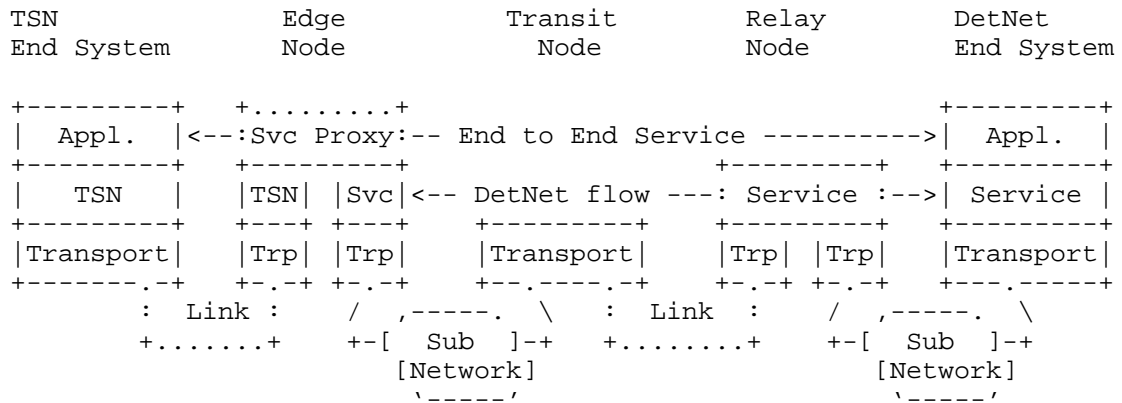 TSN Edge Transit Relay DetNet
End System Node Node Node End System
+---------+ +.........+ +---------+
| Appl. |<--:Svc Proxy:-- End to End Service ---------->| Appl. |
+---------+ +---------+ +---------+ +---------+
| TSN | |TSN| |Svc|<-- DetNet flow ---: Service :-->| Service |
+---------+ +---+ +---+ +---------+ +---------+ +---------+
|Transport| |Trp| |Trp| |Transport| |Trp| |Trp| |Transport|
+-------.-+ +-.-+ +-.-+ +--.----.-+ +-.-+ +-.-+ +---.-----+
: Link : / ,-----. \ : Link : / ,-----. \
+.......+ +-[ Sub ]-+ +........+ +-[ Sub ]-+
[Network] [Network]
`-----' `-----'